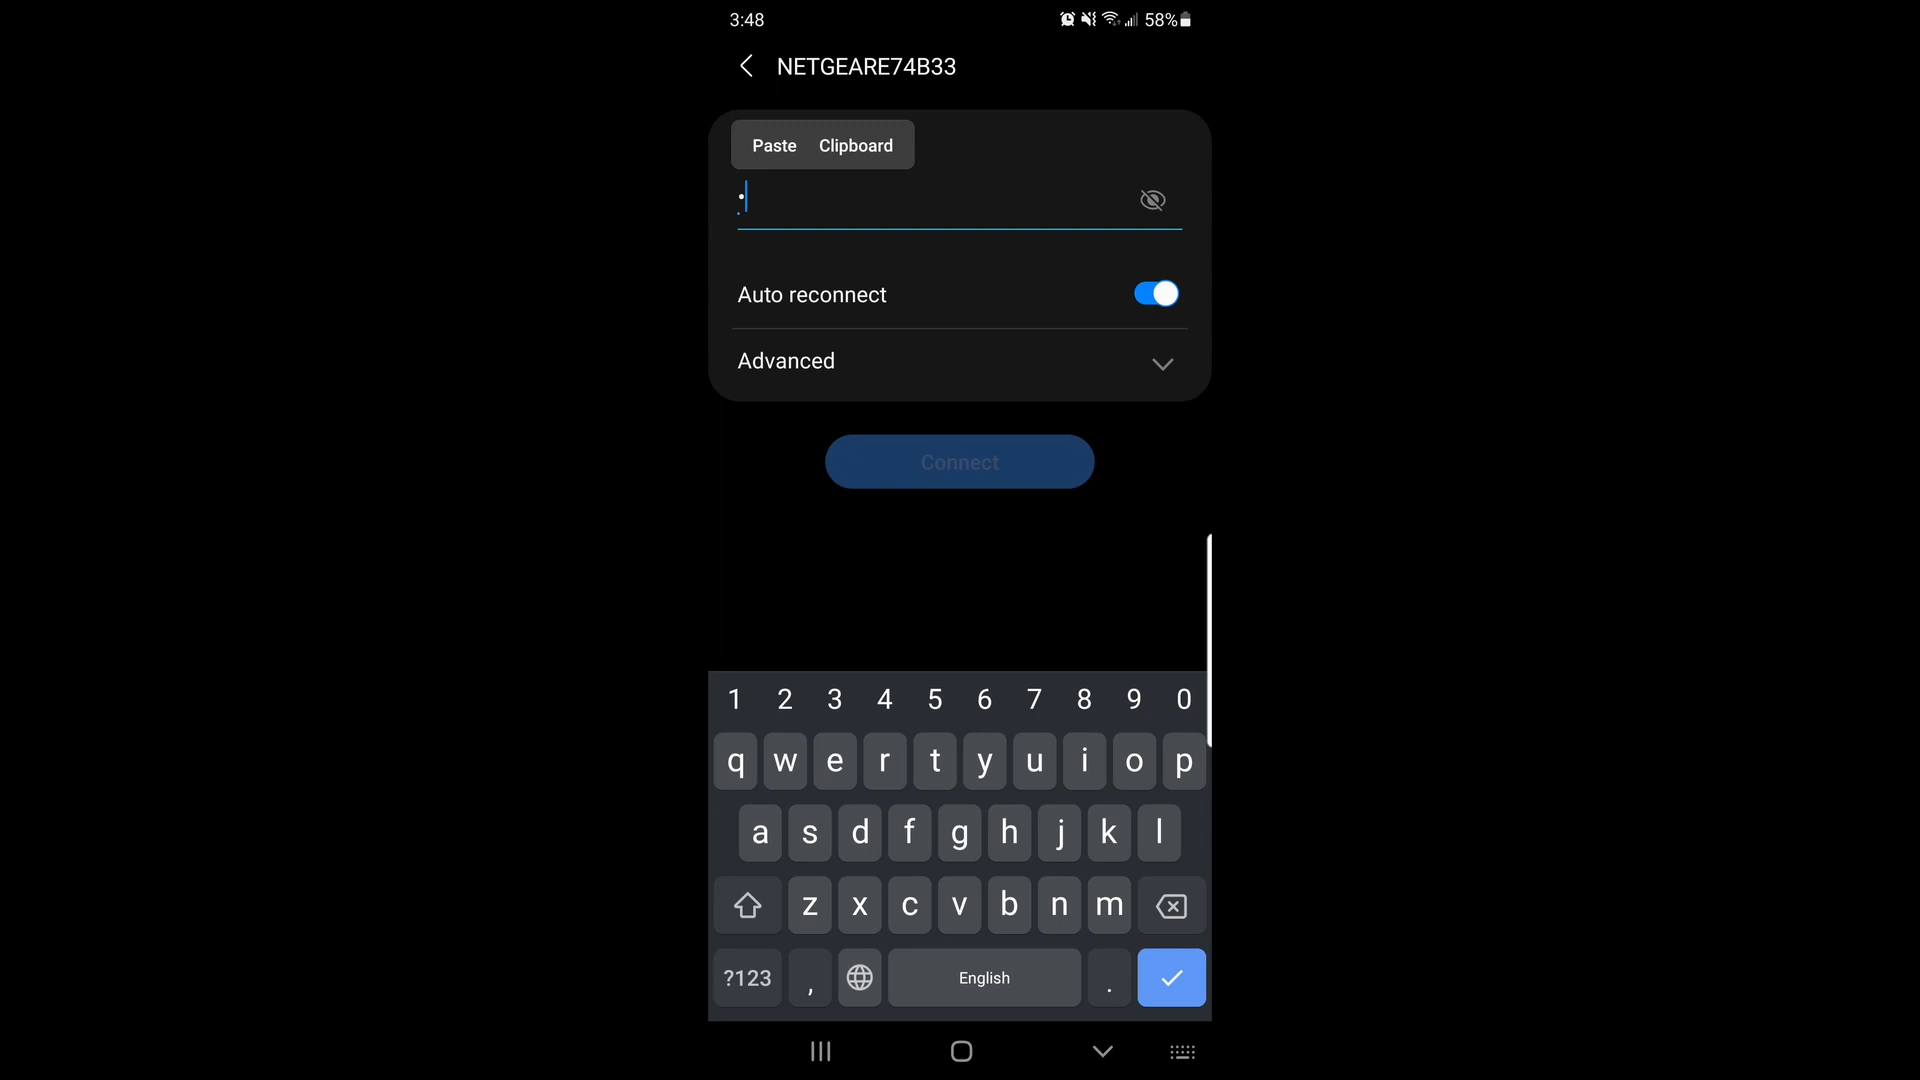 3:48 58%
NETGEARE74B33
Paste Clipboard
•
Auto reconnect
Advanced
Connect
1 2 3 4 5 6 7 8 9 0
q w e r t y u i o p
a s d f g h j k l
z x c v b n m
?123 , English .